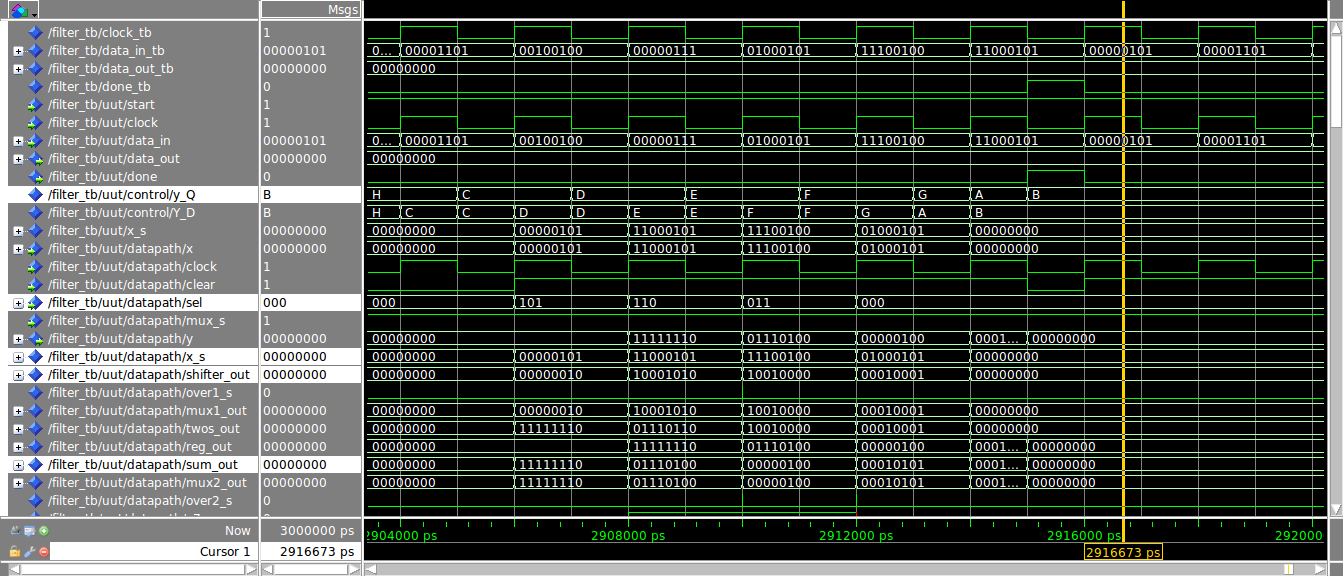 Msgs
/filter_tb/clock_tb 1
/filter_tb/data_in_tb 00000101 0... 00001101 00100100 00000111 01000101 11100100 11000101 00000101 00001101
/filter_tb/data_out_tb 00000000 00000000
/filter_tb/done_tb 0
/filter_tb/uut/start 1
/filter_tb/uut/clock 1
/filter_tb/uut/data_in 00000101 0... 00001101 00100100 00000111 01000101 11100100 11000101 00000101 00001101
/filter_tb/uut/data_out 00000000 00000000
/filter_tb/uut/done 0
/filter_tb/uut/control/y_Q B H C D E F G A B
/filter_tb/uut/control/Y_D B H C C D D E E F F G A B
/filter_tb/uut/x_s 00000000 00000000 00000101 11000101 11100100 01000101 00000000
/filter_tb/uut/datapath/x 00000000 00000000 00000101 11000101 11100100 01000101 00000000
/filter_tb/uut/datapath/clock 1
/filter_tb/uut/datapath/clear 1
/filter_tb/uut/datapath/sel 000 000 101 110 011 000
/filter_tb/uut/datapath/mux_s 1
/filter_tb/uut/datapath/y 00000000 00000000 11111110 01110100 00000100 0001... 00000000
/filter_tb/uut/datapath/x_s 00000000 00000000 00000101 11000101 11100100 01000101 00000000
/filter_tb/uut/datapath/shifter_out 00000000 00000000 00000010 10001010 10010000 00010001 00000000
/filter_tb/uut/datapath/over1_s 0
/filter_tb/uut/datapath/mux1_out 00000000 00000000 00000010 10001010 10010000 00010001 00000000
/filter_tb/uut/datapath/twos_out 00000000 00000000 11111110 01110110 10010000 00010001 00000000
/filter_tb/uut/datapath/reg_out 00000000 00000000 11111110 01110100 00000100 0001... 00000000
/filter_tb/uut/datapath/sum_out 00000000 00000000 11111110 01110100 00000100 00010101 0001... 00000000
/filter_tb/uut/datapath/mux2_out 00000000 00000000 11111110 01110100 00000100 00010101 0001... 00000000
/filter_tb/uut/datapath/over2_s 0
Now 3000000 ps 2904000 ps 2908000 ps 2912000 ps 2916000 ps 292000
Cursor 1 2916673 ps 2916673 ps